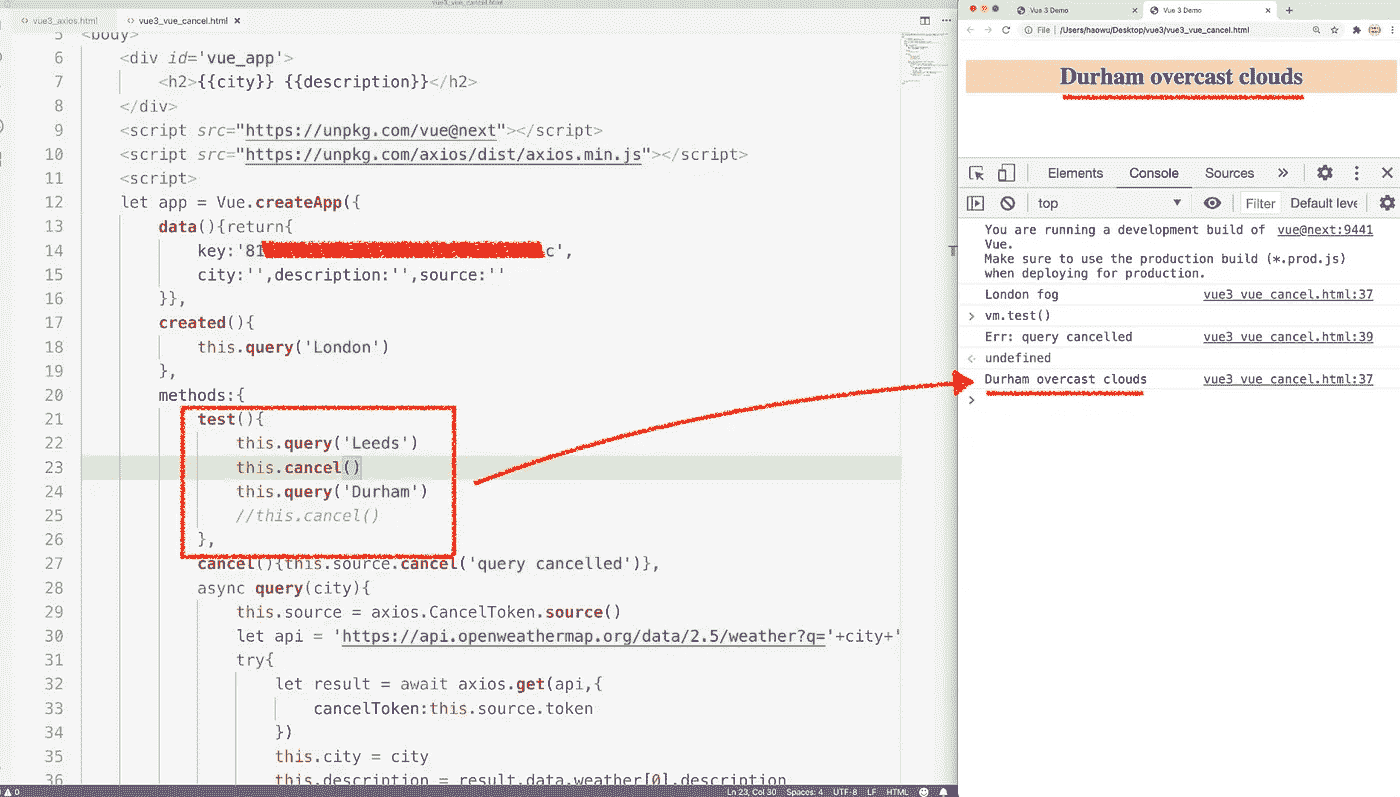 vue3_vue_cancel.html
vue3_axios.html
vue3_vue_cancel.html ×
...
5 <body>
6 <div id='vue_app'>
7 <h2>{{city}} {{description}}</h2>
8 </div>
9 <script src="https://unpkg.com/vue@next"></script>
10 <script src="https://unpkg.com/axios/dist/axios.min.js"></script>
11 <script>
12 let app = Vue.createApp({
13 data(){return{
14 key:'81 c',
15 city:'',description:'',source:''
16 }},
17 created(){
18 this.query('London')
19 },
20 methods:{
21 test(){
22 this.query('Leeds')
23 this.cancel()
24 this.query('Durham')
25 //this.cancel()
26 },
27 cancel(){this.source.cancel('query cancelled')},
28 async query(city){
29 this.source = axios.CancelToken.source()
30 let api = 'https://api.openweathermap.org/data/2.5/weather?q='+city+'
31 try{
32 let result = await axios.get(api,{
33 cancelToken:this.source.token
34 })
35 this.city = city
36 this.description = result.data.weather[0].description
0
Ln 23, Col 30 Spaces: 4 UTF-8 LF HTML
Vue 3 Demo × Vue 3 Demo × +
File | /Users/haowu/Desktop/vue3/vue3_vue_cancel.html
Durham overcast clouds
Elements Console Sources »
top Filter Default leve
You are running a development build of vue@next:9441
Vue.
Make sure to use the production build (*.prod.js)
when deploying for production.
London fog vue3_vue_cancel.html:37
> vm.test()
Err: query cancelled vue3_vue_cancel.html:39
undefined
Durham overcast clouds vue3_vue_cancel.html:37
>